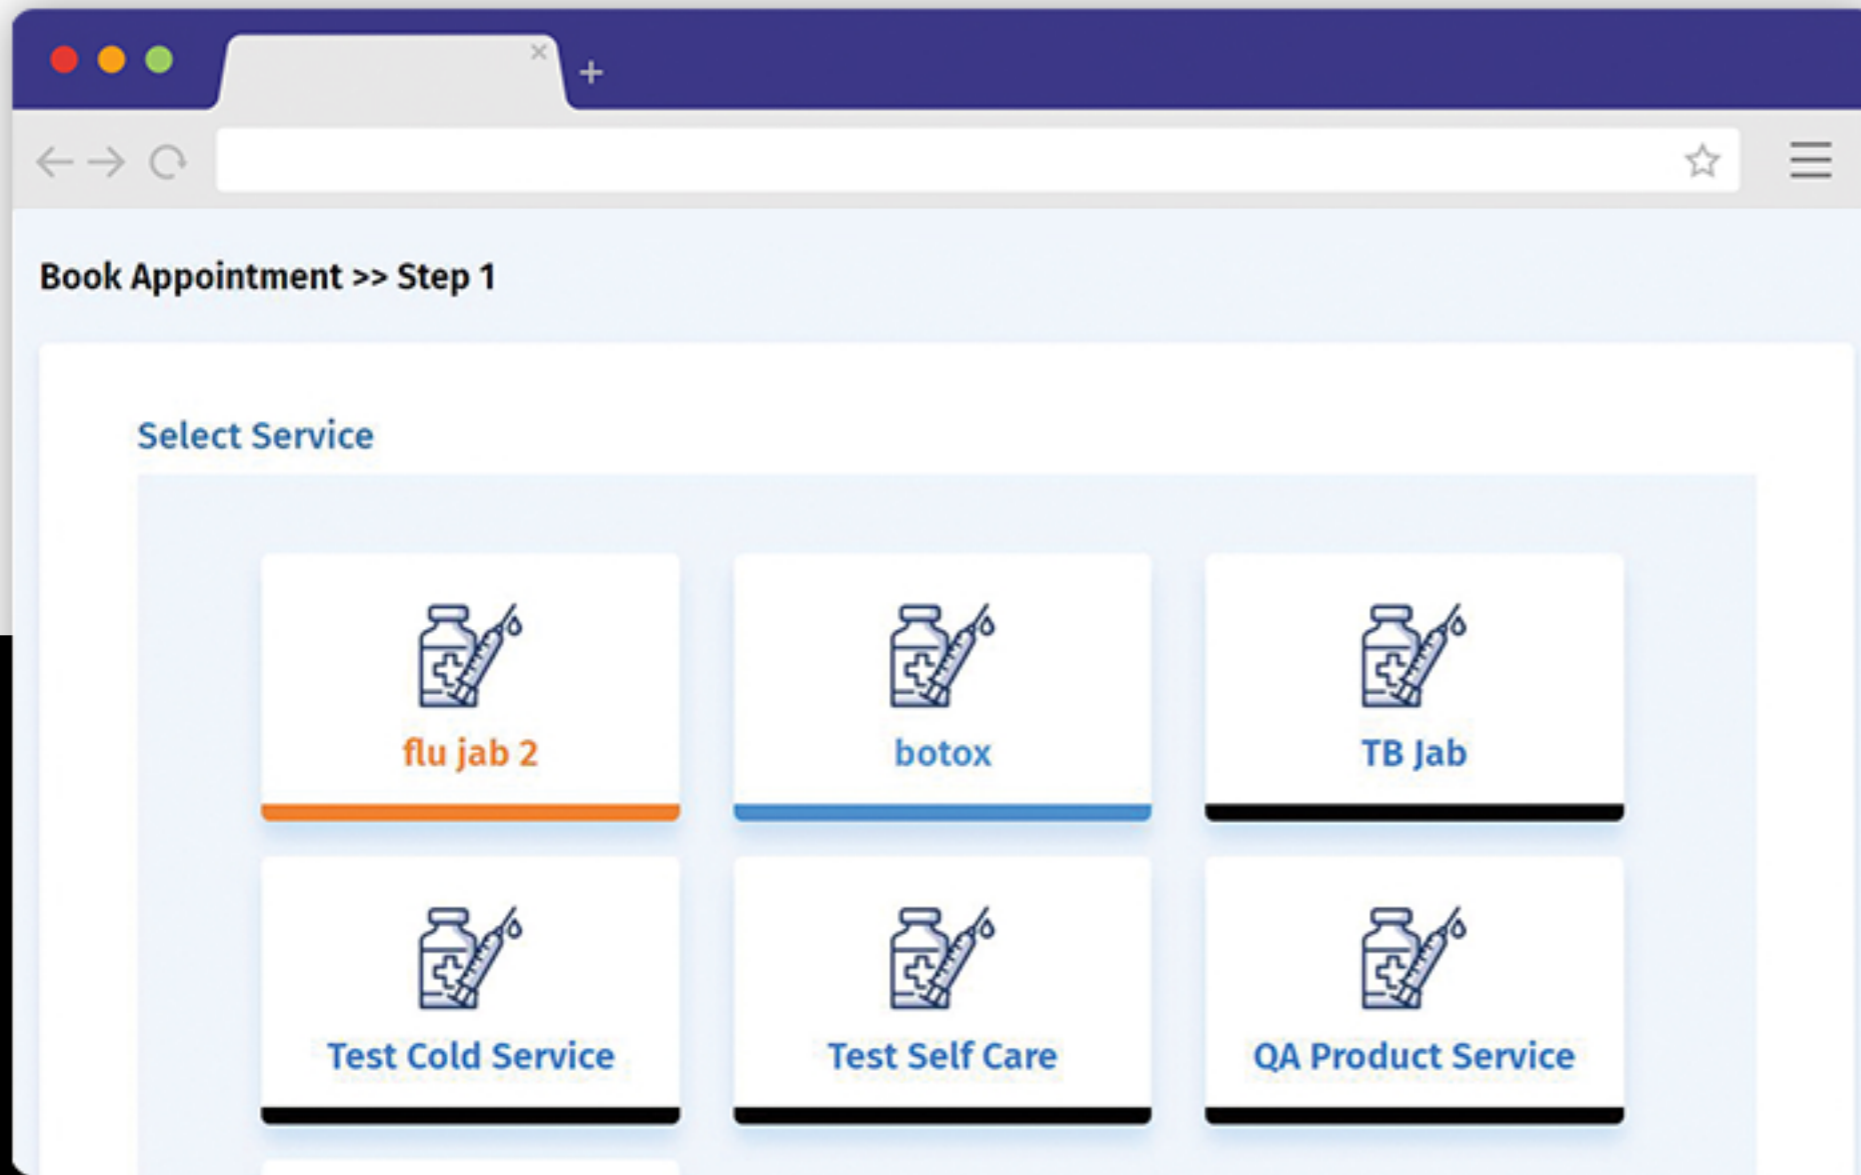 Book Appointment >> Step 1
Select Service
flu jab 2
botox
TB Jab
Test Cold Service
Test Self Care
QA Product Service